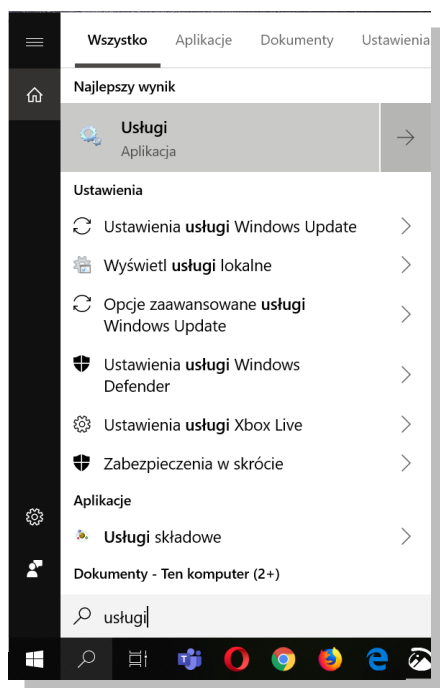 Wszystko Aplikacje Dokumenty Ustawienia
Najlepszy wynik
Usługi
Aplikacja
Ustawienia
Ustawienia usługi Windows Update
Wyświetl usługi lokalne
Opcje zaawansowane usługi
Windows Update
Ustawienia usługi Windows
Defender
Ustawienia usługi Xbox Live
Zabezpieczenia w skrócie
Aplikacje
Usługi składowe
Dokumenty - Ten komputer (2+)
usługi